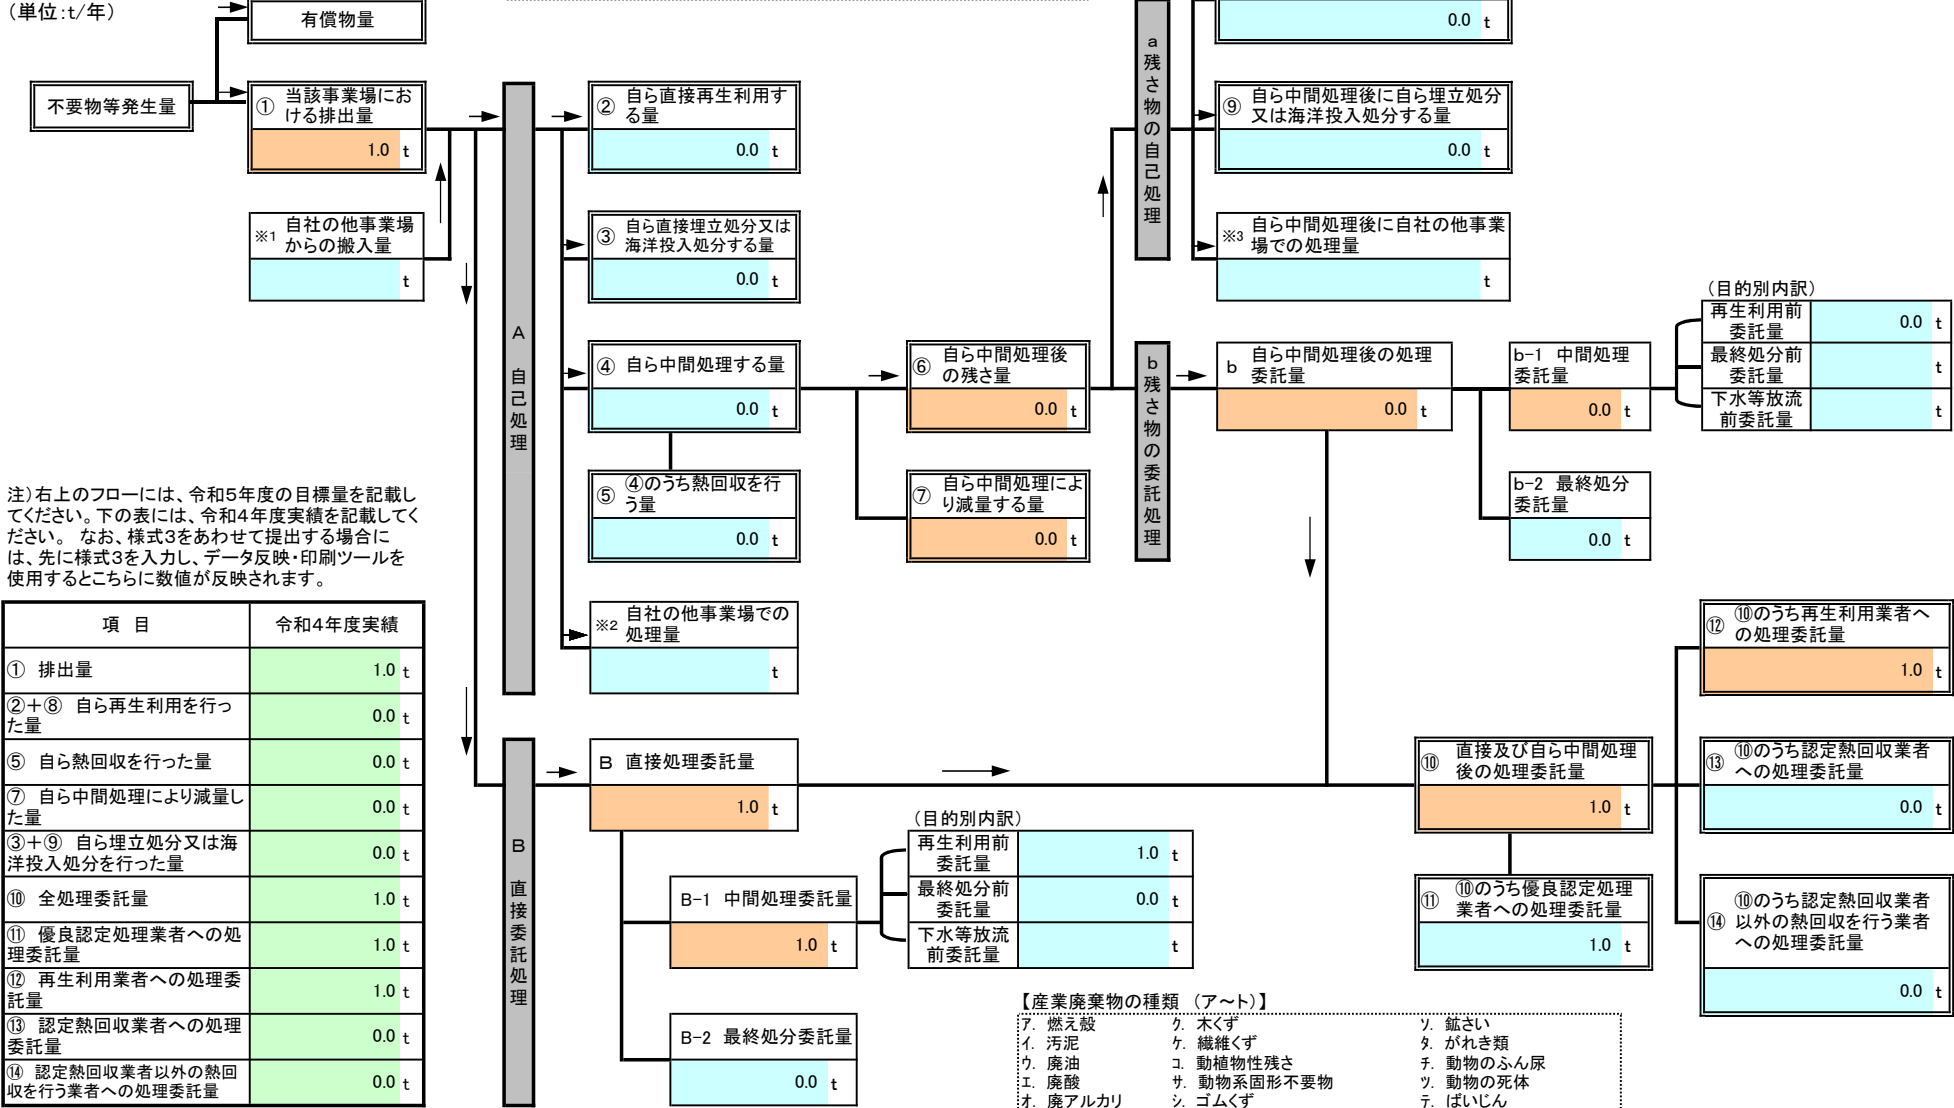 （単位:t/年）
有償物量
不要物等発生量
① 当該事業場にお
ける排出量
1.0 t
※1 自社の他事業場
からの搬入量
t
A 自己処理
② 自ら直接再生利用す
る量
0.0 t
③ 自ら直接埋立処分又は
海洋投入処分する量
0.0 t
④ 自ら中間処理する量
0.0 t
⑤ ④のうち熱回収を行
う量
0.0 t
※2 自社の他事業場での
処理量
t
⑥ 自ら中間処理後
の残さ量
0.0 t
⑦ 自ら中間処理によ
り減量する量
0.0 t
a残さ物の自己処理
0.0 t
⑨ 自ら中間処理後に自ら埋立処分
又は海洋投入処分する量
0.0 t
※3 自ら中間処理後に自社の他事業
場での処理量
t
b残さ物の委託処理
b 自ら中間処理後の処理
委託量
0.0 t
b-1 中間処理
委託量
0.0 t
b-2 最終処分
委託量
0.0 t
（目的別内訳）
再生利用前
委託量
0.0 t
最終処分前
委託量
t
下水等放流
前委託量
t
注）右上のフローには、令和5年度の目標量を記載し
てください。下の表には、令和4年度実績を記載してく
ださい。 なお、様式3をあわせて提出する場合に
は、先に様式3を入力し、データ反映・印刷ツールを
使用するとこちらに数値が反映されます。
項 目 令和4年度実績
① 排出量 1.0 t
②＋⑧ 自ら再生利用を行っ
た量 0.0 t
⑤ 自ら熱回収を行った量 0.0 t
⑦ 自ら中間処理により減量し
た量 0.0 t
③＋⑨ 自ら埋立処分又は海
洋投入処分を行った量 0.0 t
⑩ 全処理委託量 1.0 t
⑪ 優良認定処理業者への処
理委託量 1.0 t
⑫ 再生利用業者への処理委
託量 1.0 t
⑬ 認定熱回収業者への処理
委託量 0.0 t
⑭ 認定熱回収業者以外の熱回
収を行う業者への処理委託量 0.0 t
B 直接委託処理
B 直接処理委託量
1.0 t
B-1 中間処理委託量
1.0 t
B-2 最終処分委託量
0.0 t
（目的別内訳）
再生利用前
委託量
1.0 t
最終処分前
委託量
0.0 t
下水等放流
前委託量
t
⑩ 直接及び自ら中間処理
後の処理委託量
1.0 t
⑪ ⑩のうち優良認定処理
業者への処理委託量
1.0 t
⑫ ⑩のうち再生利用業者へ
の処理委託量
1.0 t
⑬ ⑩のうち認定熱回収業者
への処理委託量
0.0 t
⑭ ⑩のうち認定熱回収業者
以外の熱回収を行う業者
への処理委託量
0.0 t
【産業廃棄物の種類 （ア～ト）】
ア. 燃え殻 ク. 木くず ソ. 鉱さい
イ. 汚泥 ケ. 繊維くず タ. がれき類
ウ. 廃油 コ. 動植物性残さ チ. 動物のふん尿
エ. 廃酸 サ. 動物系固形不要物 ツ. 動物の死体
オ. 廃アルカリ シ. ゴムくず テ. ばいじん